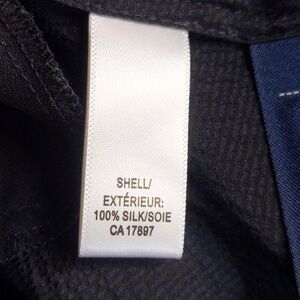 SHELL/
EXTÉRIEUR:
100% SILK/SOIE
CA 17897